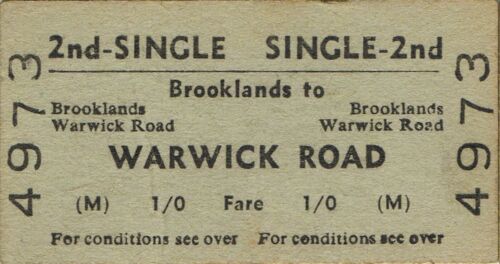 2nd-SINGLE SINGLE-2nd
Brooklands to
Brooklands Brooklands
Warwick Road Warwick Road
WARWICK ROAD
(M) 1/0 Fare 1/0 (M)
For conditions see over For conditions see over
4973
4973